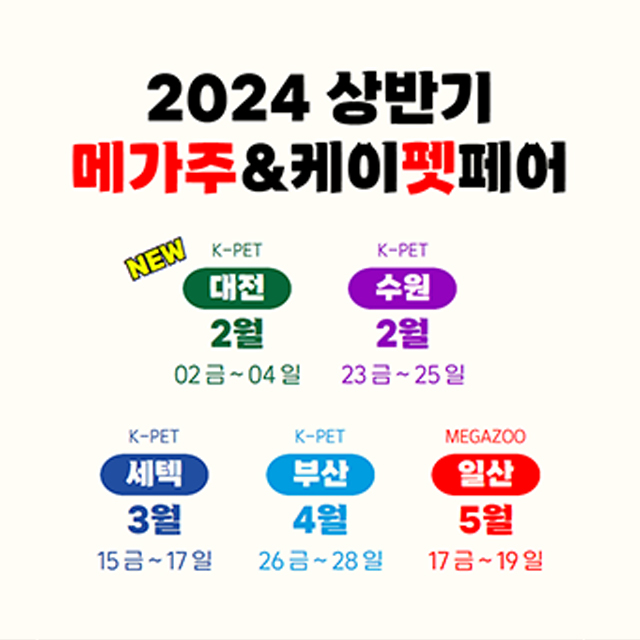 2024 상반기
메가주&케이펫페어
NEW
K-PET
대전
2월
02 금 ~ 04 일
K-PET
수원
2월
23 금 ~ 25 일
K-PET
세텍
3월
15 금 ~ 17 일
K-PET
부산
4월
26 금 ~ 28 일
MEGAZOO
일산
5월
17 금 ~ 19 일